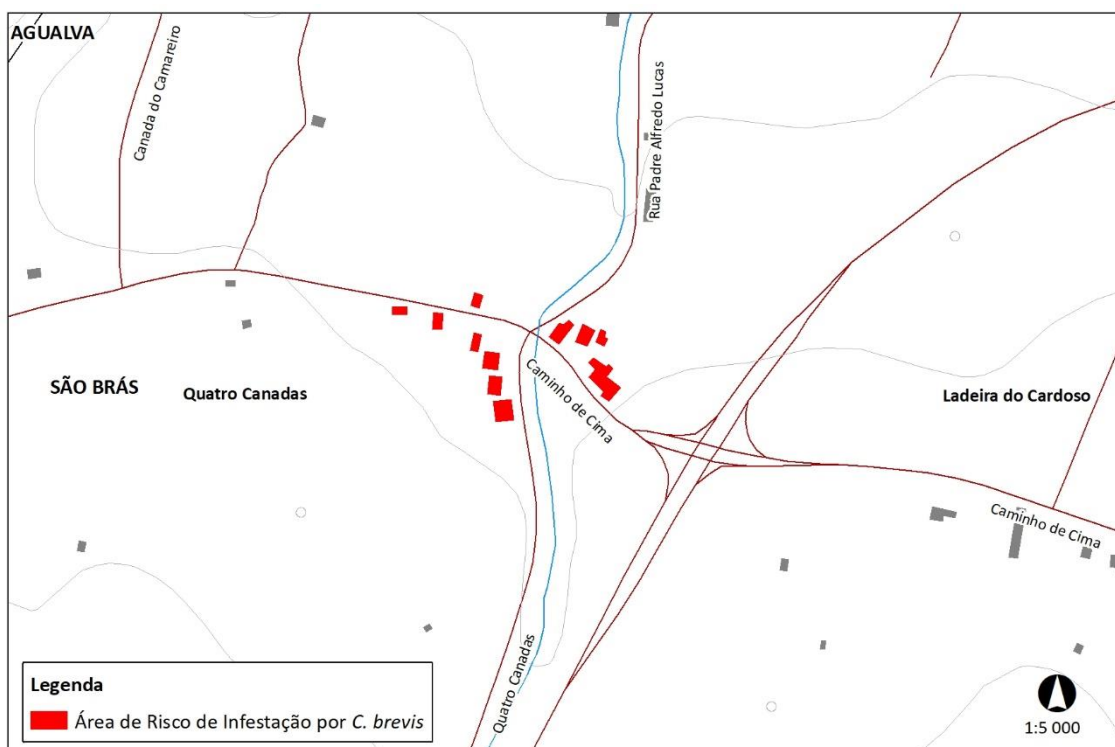 AGUALVA
Canada do Camareiro
Rua Padre Alfredo Lucas
SÃO BRÁS
Quatro Canadas
Caminho de Cima
Ladeira do Cardoso
Caminho de Cima
Quatro Canadas
Legenda
Área de Risco de Infestação por C. brevis
1:5 000